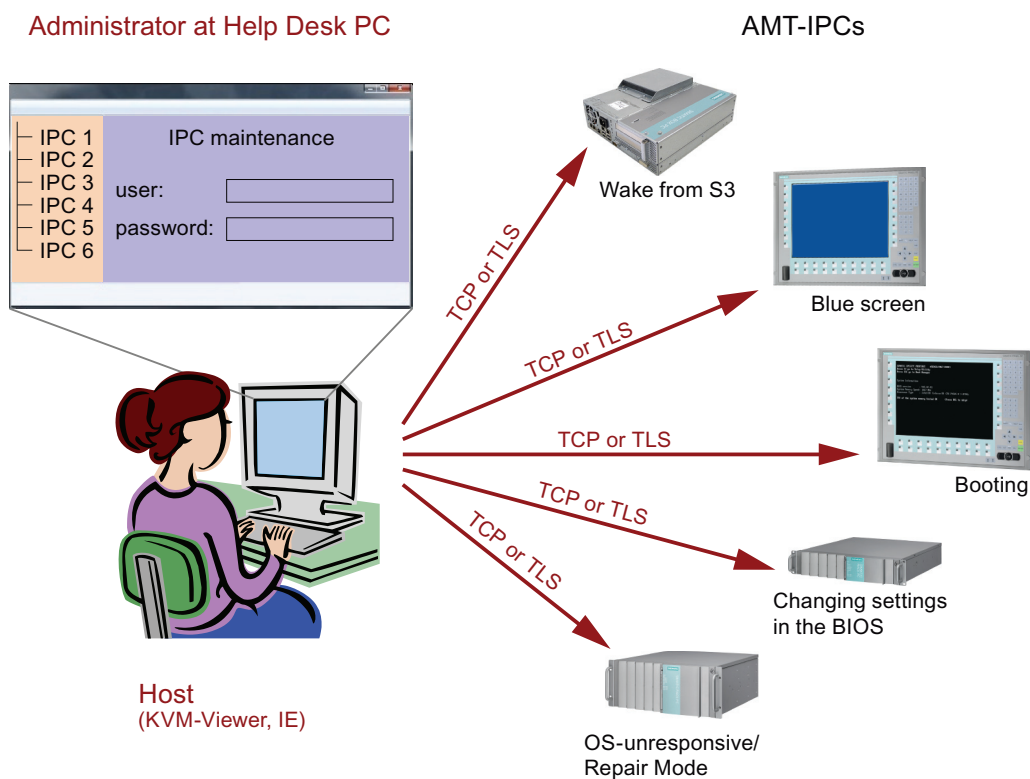 Administrator at Help Desk PC
AMT-IPCs
IPC 1
IPC 2
IPC 3
IPC 4
IPC 5
IPC 6
IPC maintenance
user:
password:
Wake from S3
TCP or TLS
Blue screen
TCP or TLS
Booting
TCP or TLS
Changing settings
in the BIOS
TCP or TLS
OS-unresponsive/
Repair Mode
TCP or TLS
Host
(KVM-Viewer, IE)